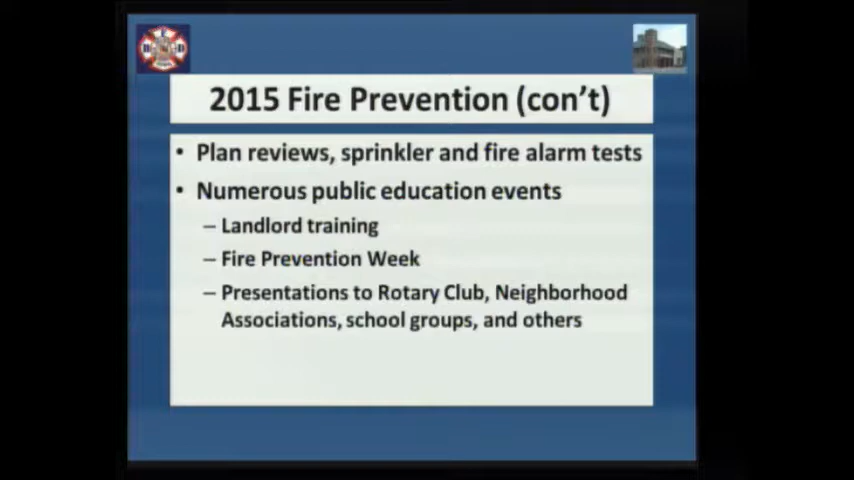 2015 Fire Prevention (con't)
• Plan reviews, sprinkler and fire alarm tests
• Numerous public education events
– Landlord training
– Fire Prevention Week
– Presentations to Rotary Club, Neighborhood
Associations, school groups, and others